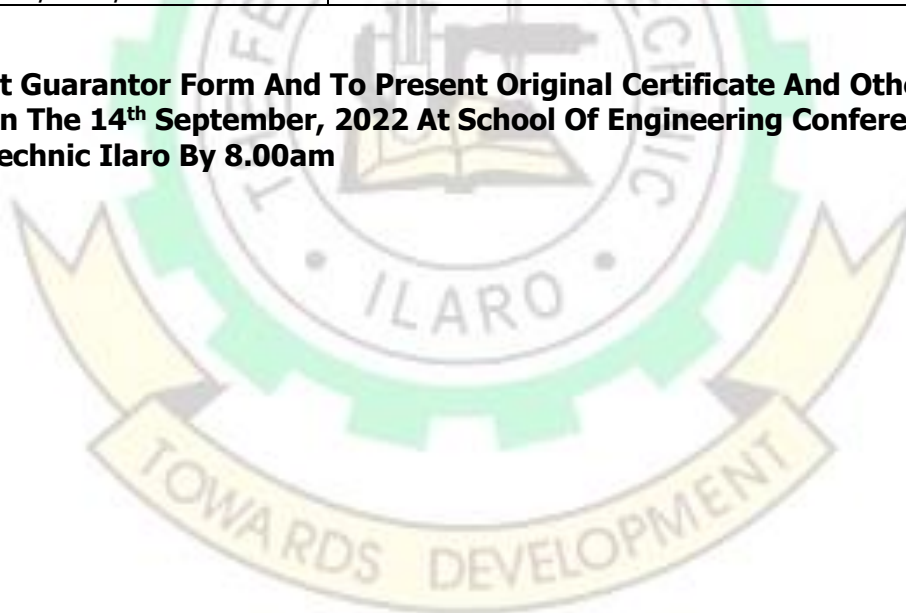 t Guarantor Form And To Present Original Certificate And Othe
n The 14th September, 2022 At School Of Engineering Confere
technic Ilaro By 8.00am
ILARO
TOWARDS DEVELOPMENT